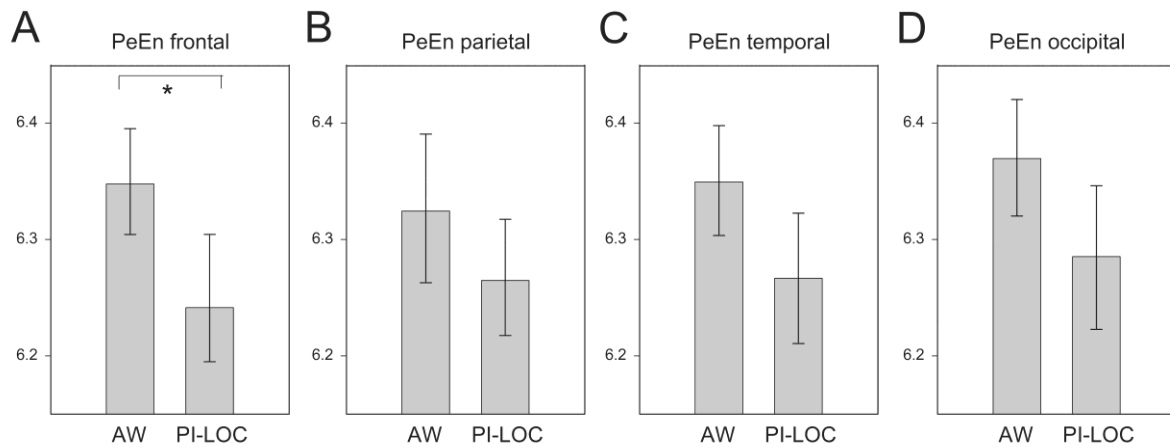 A
PeEn frontal
*
6.4
6.3
6.2
AW PI-LOC
B
PeEn parietal
6.4
6.3
6.2
AW PI-LOC
C
PeEn temporal
6.4
6.3
6.2
AW PI-LOC
D
PeEn occipital
6.4
6.3
6.2
AW PI-LOC